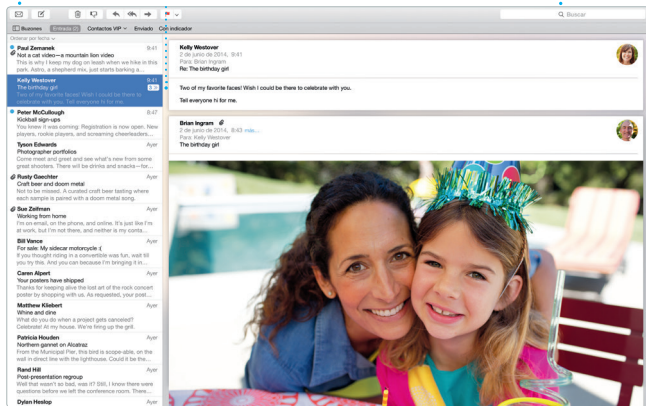 Buscar
Buzones Entrada (2) Contactos VIP Enviado Con indicador
Ordenar por fecha
Paul Zemanek 9:41
Not a cat video—a mountain lion video
This is why I keep my dog on leash when we hike in this
park. Astro, a shepherd mix, just starts barking a…
Kelly Westover 9:41
The birthday girl
Two of my favorite faces! Wish I could be there to
celebrate with you. Tell everyone hi for me.
Peter McCullough 8:47
Kickball sign-ups
You knew it was coming: Registration is now open. New
players, rookie players, and screaming cheerleaders…
Tyson Edwards Ayer
Photographer portfolios
Come meet and greet and see what's new from some
great shooters. There will be drinks and snacks—for…
Rusty Gaechter Ayer
Craft beer and doom metal
Not to be missed. A curated craft beer tasting where
each sample is paired with a doom metal song.
Sue Zeifman Ayer
Working from home
I'm on email, on the phone, and online. It's just like I'm
at work, but I'm not there, and neither is my conta…
Bill Vance Ayer
For sale: My sidecar motorcycle :(
If you thought riding in a convertible was fun, wait till
you try this. And you can because I'm bringing it in…
Caren Alpert Ayer
Your posters have shipped
Thanks for keeping alive the lost art of the rock concert
poster by shopping with us. As requested, your post…
Matthew Kliebert Ayer
Whine and dine
What do you do when a project gets canceled?
Celebrate! At my house. We're firing up the grill.
Patricia Houden Ayer
Northern gannet on Alcatraz
From the Municipal Pier, this bird is scope-able, on the
wall in direct line with the lighthouse. Could it be the…
Rand Hill Ayer
Post-presentation regroup
Well that wasn't so bad, was it? Still, I know there were
questions before we left the conference room. There…
Dylan Heslop Ayer
Kelly Westover
2 de junio de 2014, 9:41
Para: Brian Ingram
Re: The birthday girl
Two of my favorite faces! Wish I could be there to celebrate with you.
Tell everyone hi for me.
Brian Ingram
2 de junio de 2014, 8:43 más…
Para: Kelly Westover
The birthday girl